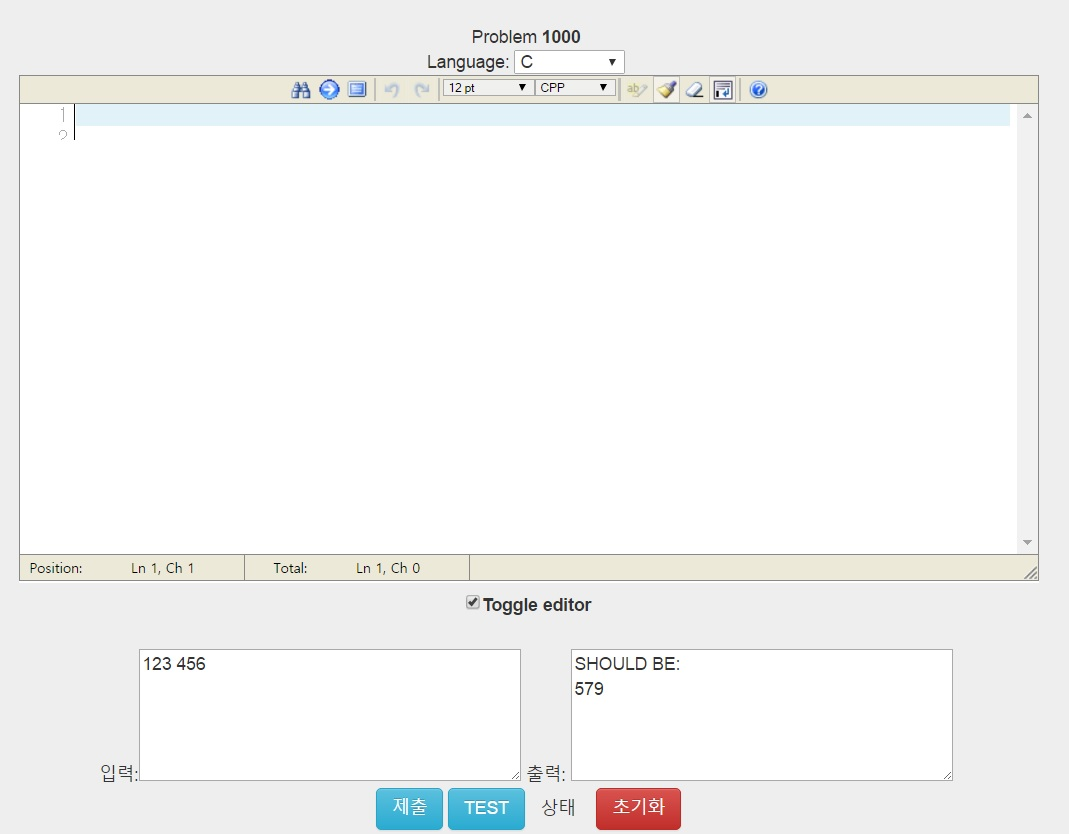 Problem 1000
Language: C
12 pt CPP
1
2
Position: Ln 1, Ch 1 Total: Ln 1, Ch 0
Toggle editor
입력: 123 456
출력: SHOULD BE:
579
제출 TEST 상태 초기화